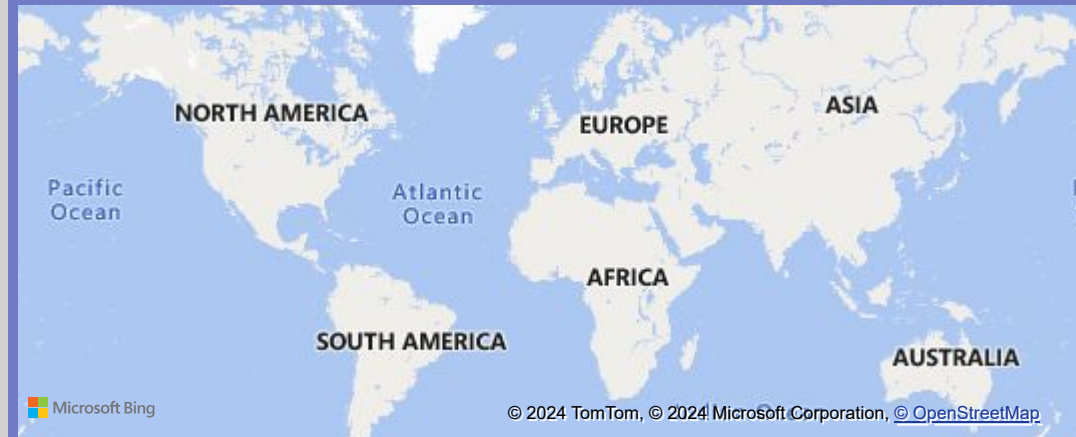 NORTH AMERICA
ASIA
EUROPE
Pacific
Ocean
Atlantic
Ocean
AFRICA
SOUTH AMERICA
AUSTRALIA
Microsoft Bing
© 2024 TomTom, © 2024 Microsoft Corporation, © OpenStreetMap